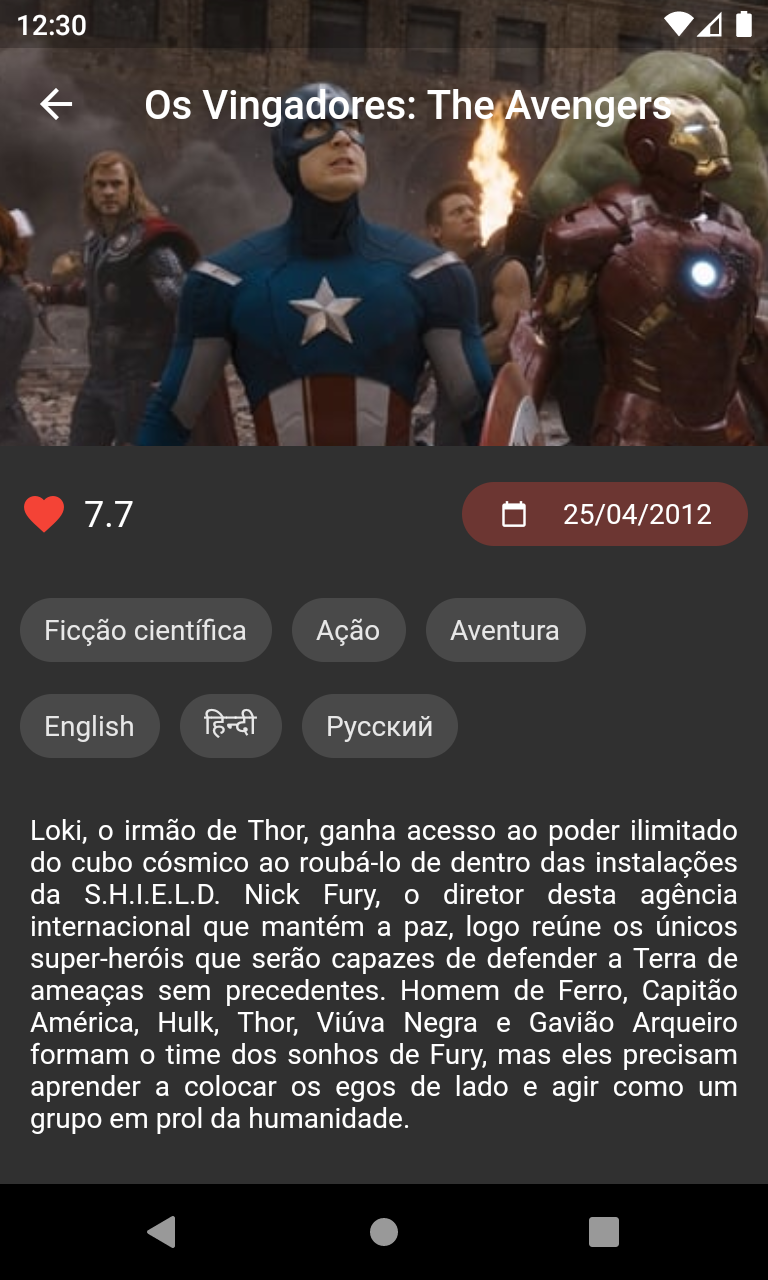 12:30
Os Vingadores: The Avengers
7.7
25/04/2012
Ficção científica Ação Aventura
English हिन्दी Русский
Loki, o irmão de Thor, ganha acesso ao poder ilimitado
do cubo cósmico ao roubá-lo de dentro das instalações
da S.H.I.E.L.D. Nick Fury, o diretor desta agência
internacional que mantém a paz, logo reúne os únicos
super-heróis que serão capazes de defender a Terra de
ameaças sem precedentes. Homem de Ferro, Capitão
América, Hulk, Thor, Viúva Negra e Gavião Arqueiro
formam o time dos sonhos de Fury, mas eles precisam
aprender a colocar os egos de lado e agir como um
grupo em prol da humanidade.